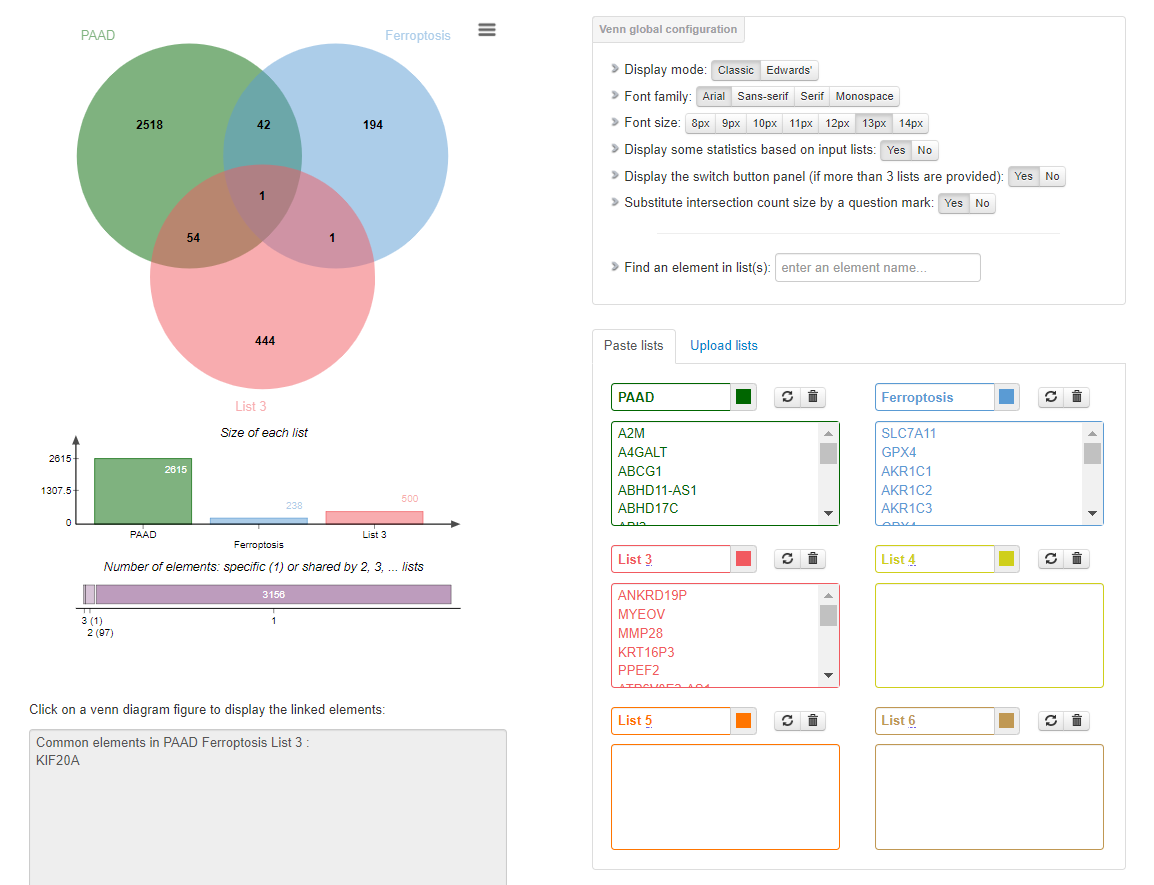 PAAD
Ferroptosis
2518
42
194
1
54
1
444
List 3
Size of each list
2615
1307.5
0
2615
238
500
PAAD
Ferroptosis
List 3
Number of elements: specific (1) or shared by 2, 3, ... lists
3156
3 (1)
2 (97)
1
Click on a venn diagram figure to display the linked elements:
Common elements in PAAD Ferroptosis List 3 :
KIF20A
Venn global configuration
Display mode: Classic Edwards'
Font family: Arial Sans-serif Serif Monospace
Font size: 8px 9px 10px 11px 12px 13px 14px
Display some statistics based on input lists: Yes No
Display the switch button panel (if more than 3 lists are provided): Yes No
Substitute intersection count size by a question mark: Yes No
Find an element in list(s): enter an element name...
Paste lists Upload lists
PAAD
A2M
A4GALT
ABCG1
ABHD11-AS1
ABHD17C
Ferroptosis
SLC7A11
GPX4
AKR1C1
AKR1C2
AKR1C3
List 3
ANKRD19P
MYEOV
MMP28
KRT16P3
PPEF2
List 4
List 5
List 6